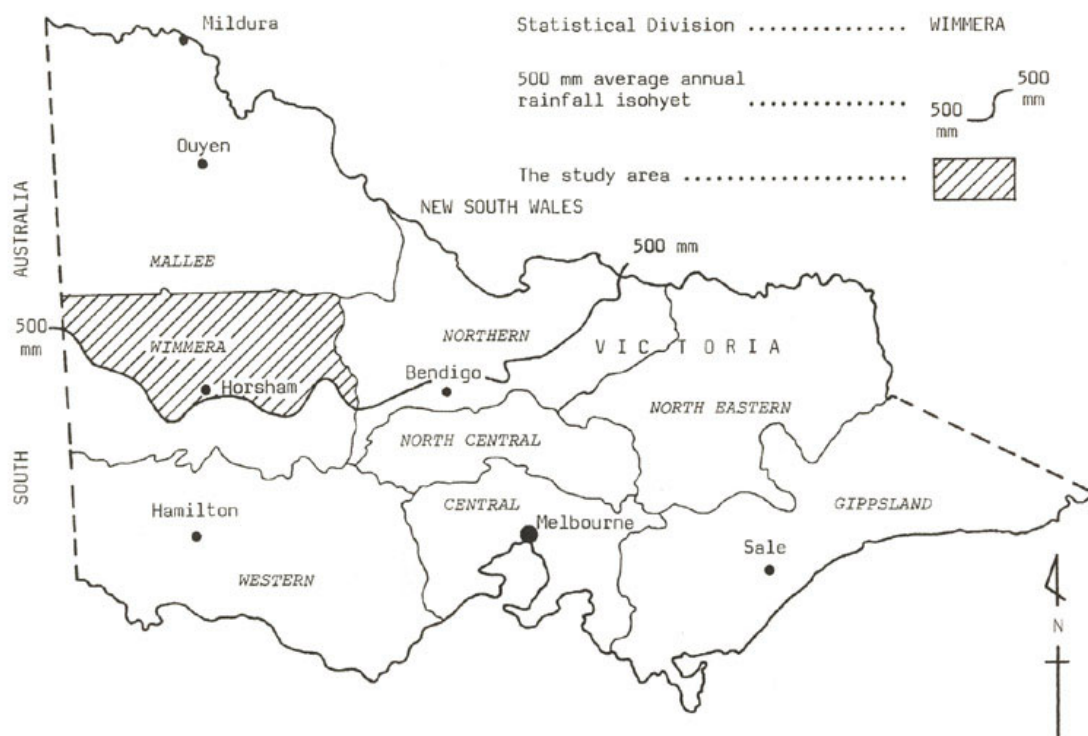 Mildura
Statistical Division .............. WIMMERA
500 mm average annual
rainfall isohyet ..............
500
mm
500
mm
Ouyen
The study area ....................
NEW SOUTH WALES
SOUTH AUSTRALIA
500 mm
MALLEE
500
mm
WIMMERA
NORTHERN
VICTORIA
Bendigo
Horsham
NORTH EASTERN
NORTH CENTRAL
Hamilton
CENTRAL
Melbourne
GIPPSLAND
Sale
WESTERN
N